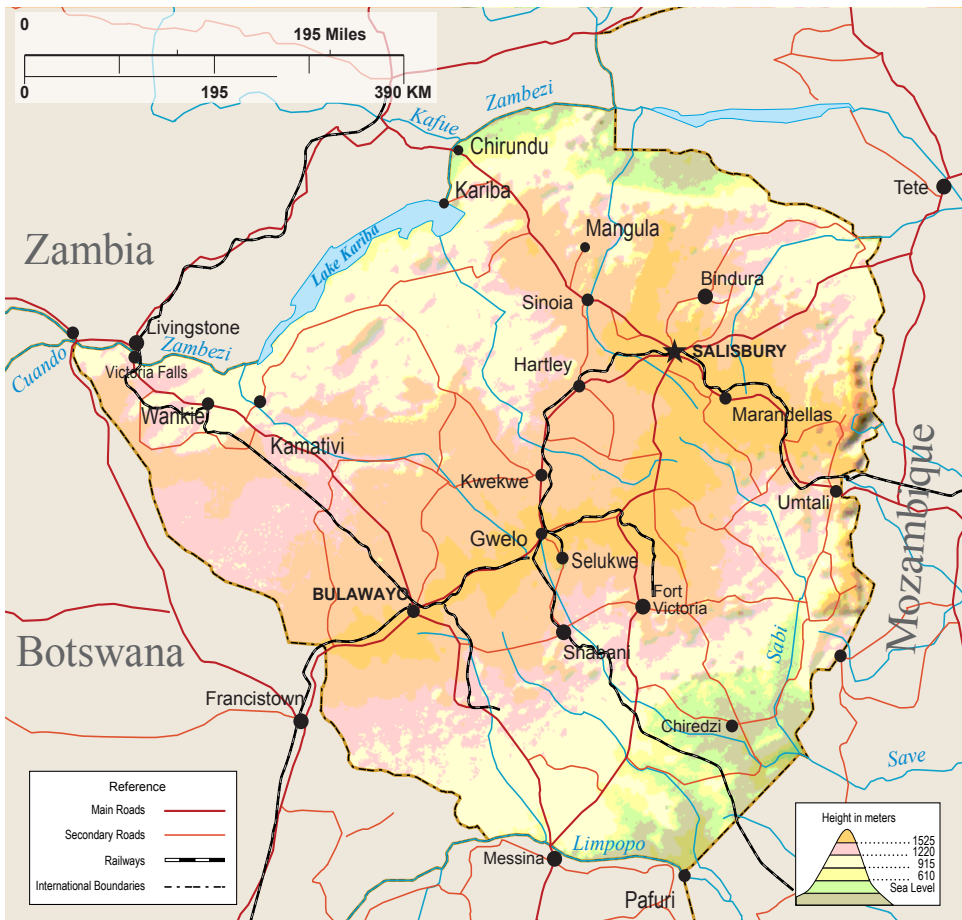 0
195 Miles
0
195
390 KM
Zambezi
Kafue
Chirundu
Tete
Kariba
Zambia
Mangula
Lake Kariba
Bindura
Sinoia
Livingstone
Zambezi
SALISBURY
Cuando
Victoria Falls
Hartley
Wankie
Marandellas
Kamativi
Mozambique
Kwekwe
Umtali
Gwelo
Selukwe
BULAWAYO
Fort
Victoria
Sabi
Botswana
Shabani
Francistown
Chiredzi
Save
Reference
Main Roads
Secondary Roads
Railways
International Boundaries
Limpopo
Messina
Pafuri
Height in meters
1525
1220
915
610
Sea Level